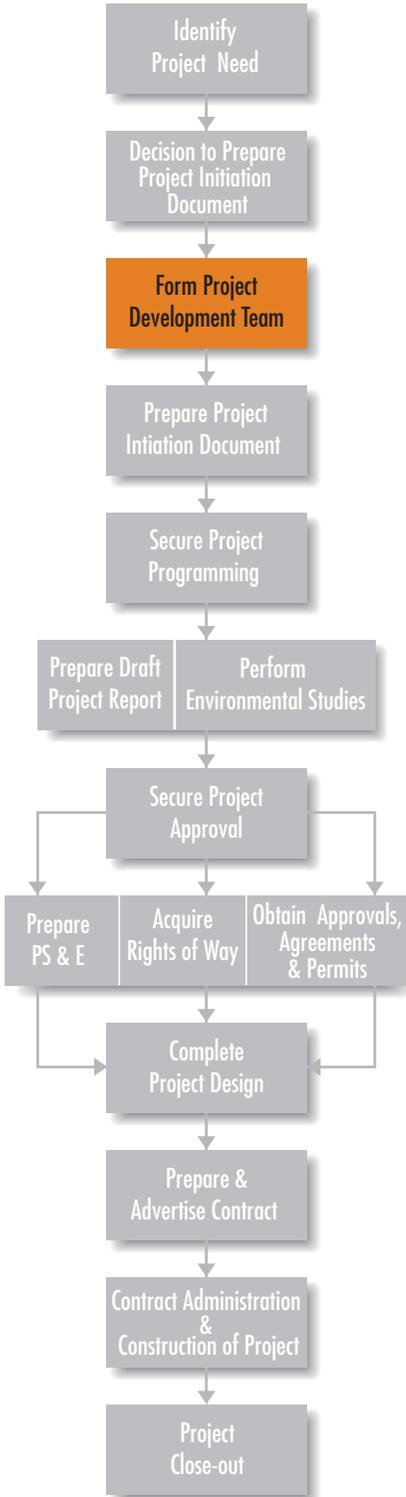 Identify
Project Need
Decision to Prepare
Project Initiation
Document
Form Project
Development Team
Prepare Project
Intiation Document
Secure Project
Programming
Prepare Draft
Project Report
Perform
Environmental Studies
Secure Project
Approval
Prepare
PS & E
Acquire
Rights of Way
Obtain Approvals,
Agreements
& Permits
Complete
Project Design
Prepare &
Advertise Contract
Contract Administration
&
Construction of Project
Project
Close-out